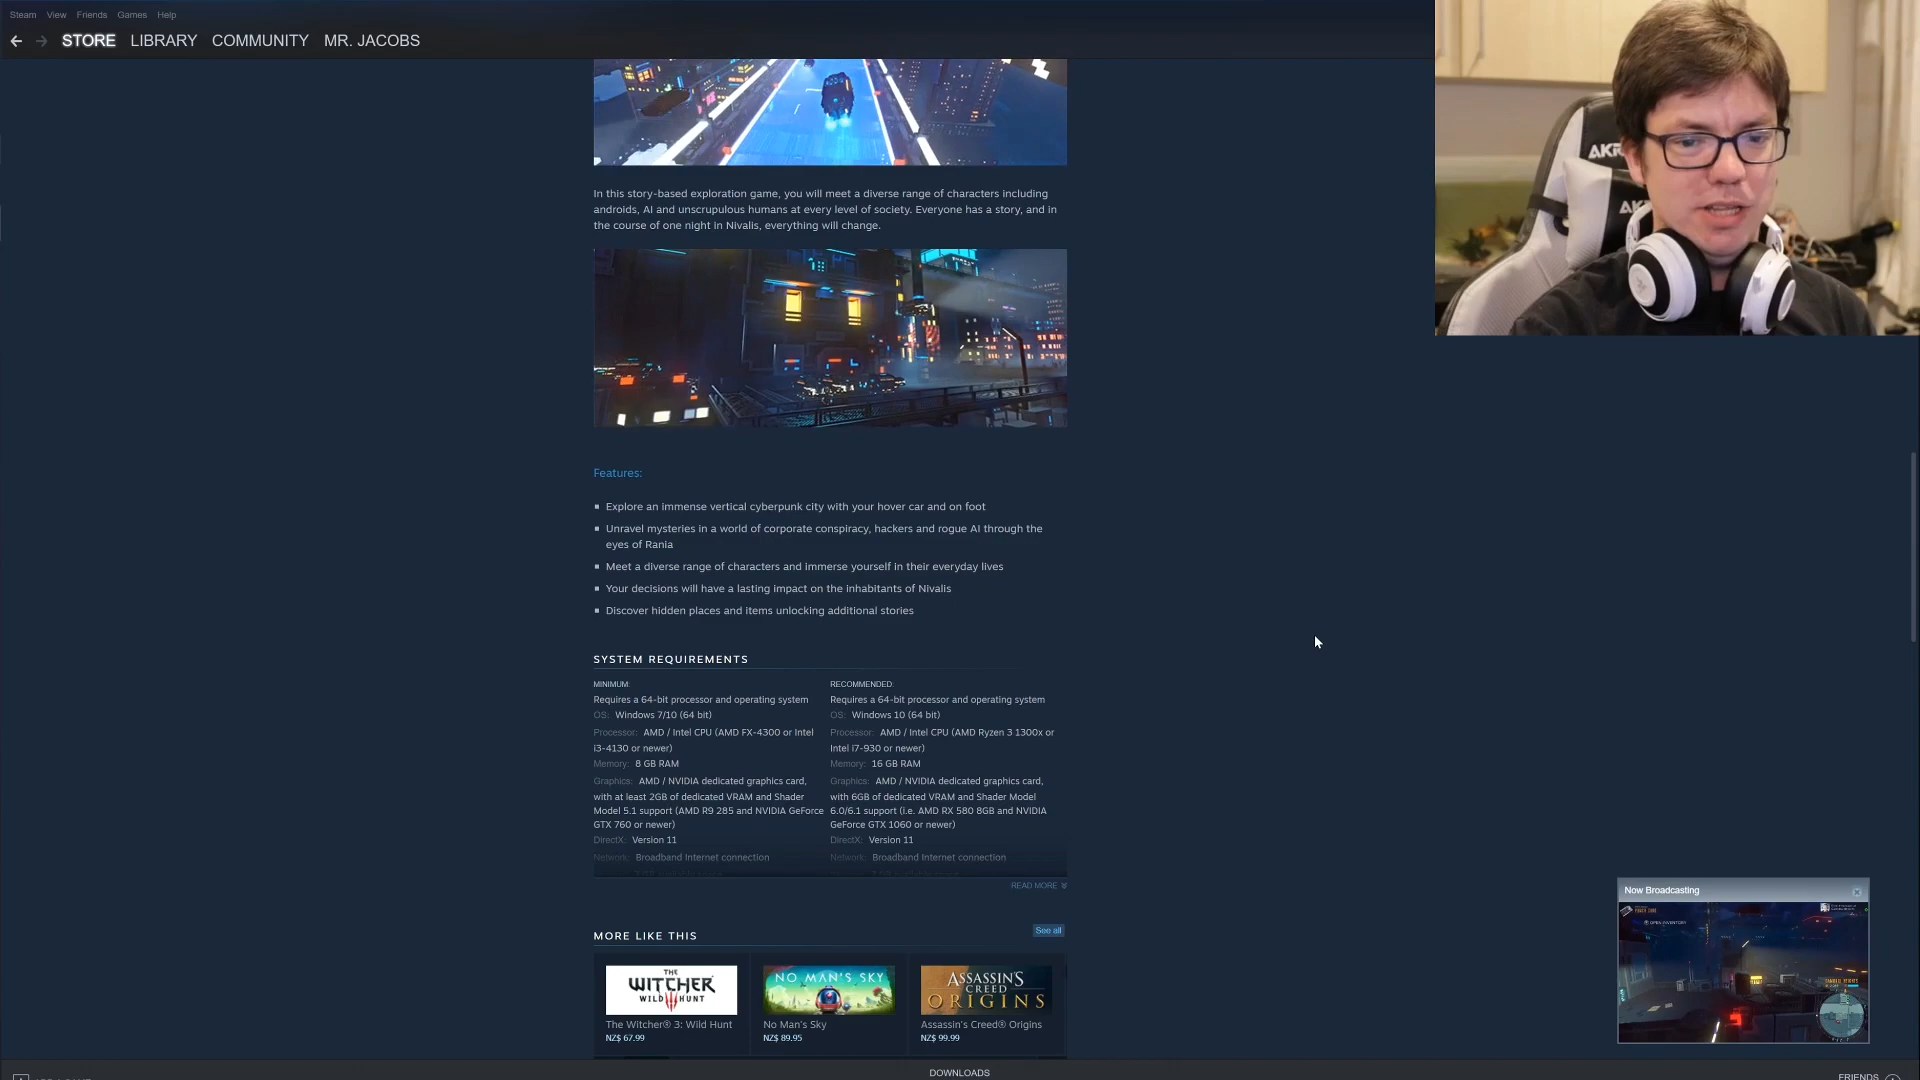 Steam View Friends Games Help
STORE LIBRARY COMMUNITY MR. JACOBS
In this story-based exploration game, you will meet a diverse range of characters including
androids, AI and unscrupulous humans at every level of society. Everyone has a story, and in
the course of one night in Nivalis, everything will change.
Features:
Explore an immense vertical cyberpunk city with your hover car and on foot
Unravel mysteries in a world of corporate conspiracy, hackers and rogue AI through the
eyes of Rania
Meet a diverse range of characters and immerse yourself in their everyday lives
Your decisions will have a lasting impact on the inhabitants of Nivalis
Discover hidden places and items unlocking additional stories
SYSTEM REQUIREMENTS
MINIMUM:
Requires a 64-bit processor and operating system
OS: Windows 7/10 (64 bit)
Processor: AMD / Intel CPU (AMD FX-4300 or Intel
i3-4130 or newer)
Memory: 8 GB RAM
Graphics: AMD / NVIDIA dedicated graphics card,
with at least 2GB of dedicated VRAM and Shader
Model 5.1 support (AMD R9 285 and NVIDIA GeForce
GTX 760 or newer)
DirectX: Version 11
Network: Broadband Internet connection
RECOMMENDED:
Requires a 64-bit processor and operating system
OS: Windows 10 (64 bit)
Processor: AMD / Intel CPU (AMD Ryzen 3 1300x or
Intel i7-930 or newer)
Memory: 16 GB RAM
Graphics: AMD / NVIDIA dedicated graphics card,
with 6GB of dedicated VRAM and Shader Model
6.0/6.1 support (i.e. AMD RX 580 8GB and NVIDIA
GeForce GTX 1060 or newer)
DirectX: Version 11
Network: Broadband Internet connection
READ MORE
MORE LIKE THIS
See all
THE
WITCHER
WILD HUNT
The Witcher® 3: Wild Hunt
NZ$ 67.99
NO MAN'S SKY
No Man's Sky
NZ$ 89.95
ASSASSIN'S
CREED
ORIGINS
Assassin's Creed® Origins
NZ$ 99.99
Now Broadcasting
OPEN INVENTORY
DOWNLOADS
FRIENDS